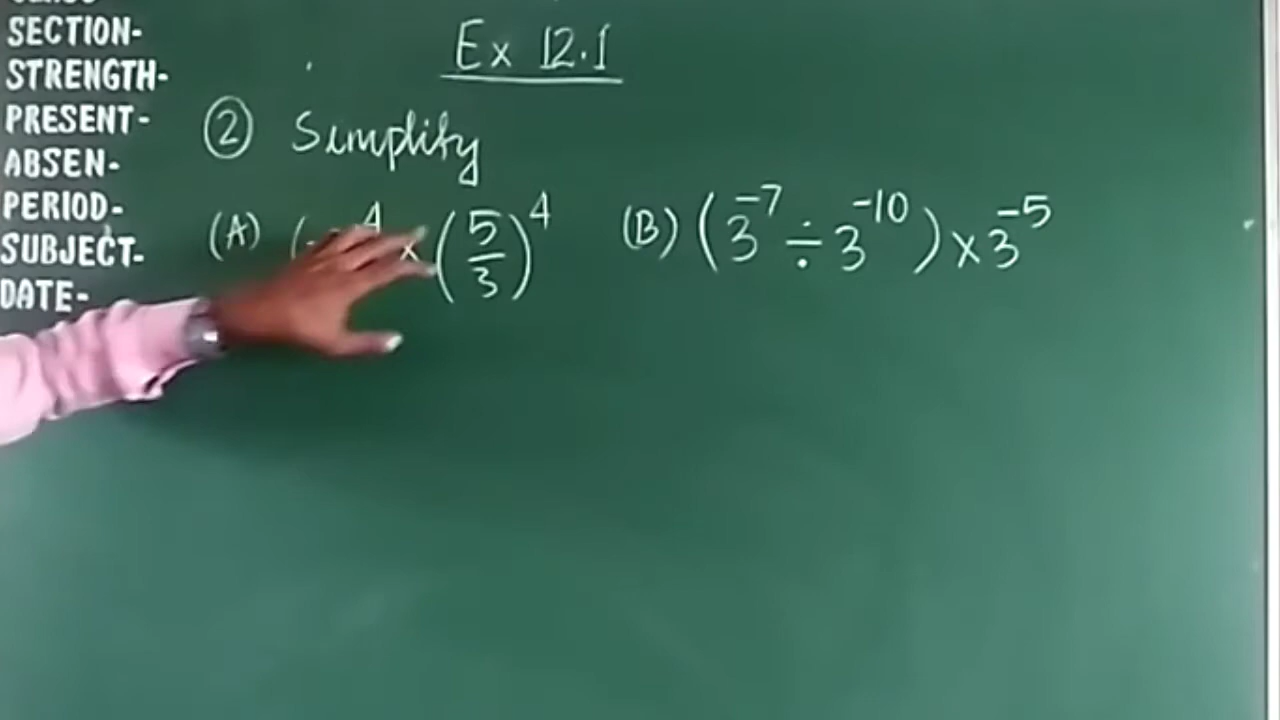 SECTION-
STRENGTH-
PRESENT-
ABSEN-
PERIOD-
SUBJECT-
DATE-
Ex 12.1
② Simplify
(A) ( 4 × (5/3)^4 (B) (3^-7 ÷ 3^-10) × 3^-5